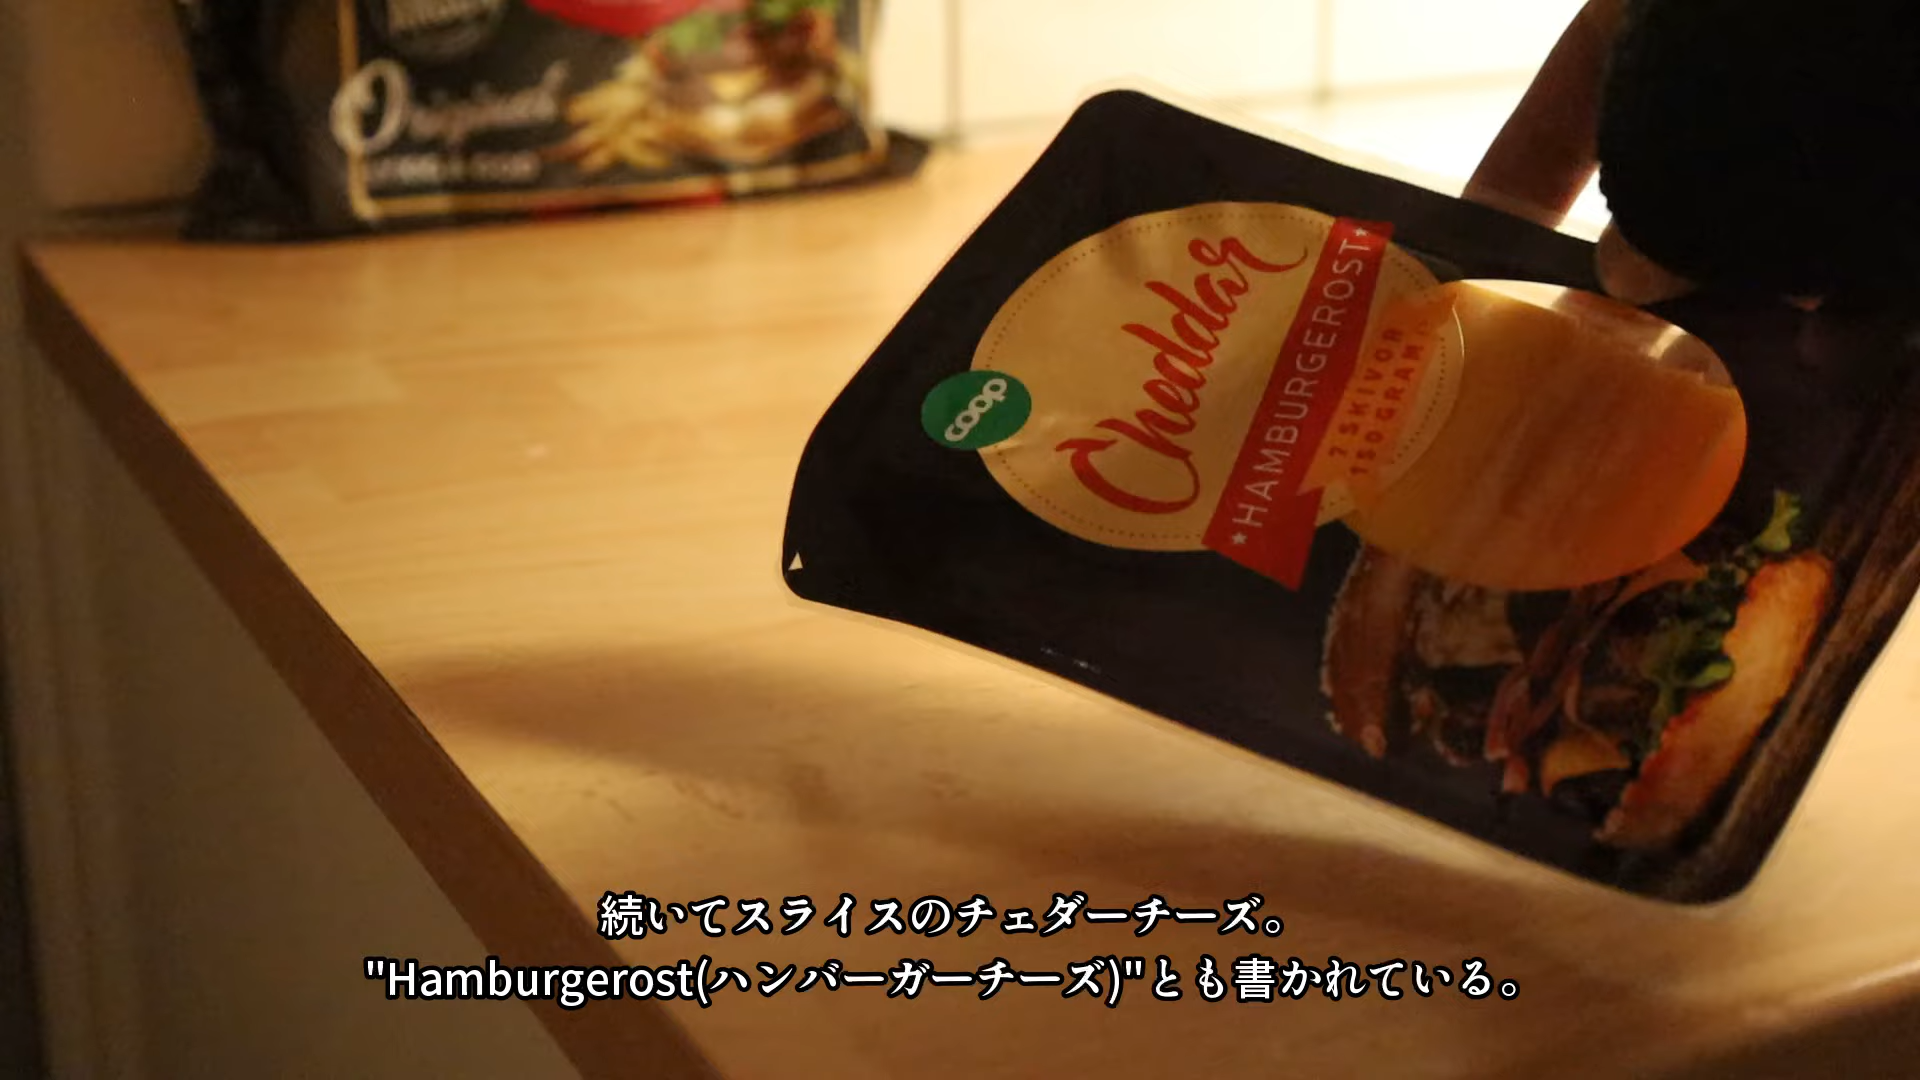 Original
coop
Cheddar
HAMBURGEROST
7 SKIVOR
150 GRAM
続いてスライスのチェダーチーズ。
"Hamburgerost(ハンバーガーチーズ)"とも書かれている。